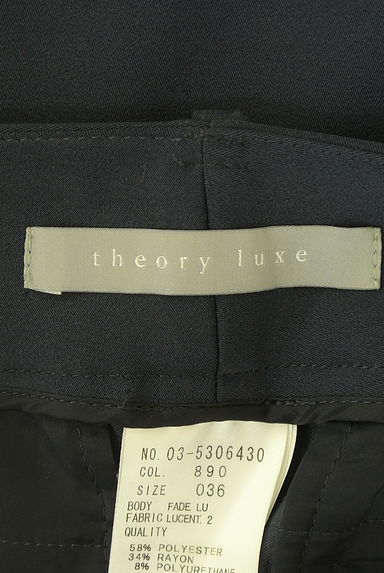 theory luxe
NO. 03-5306430
COL. 890
SIZE 036
BODY FADE LU
FABRIC LUCENT. 2
QUALITY
58% POLYESTER
34% RAYON
8% POLYURETHANE